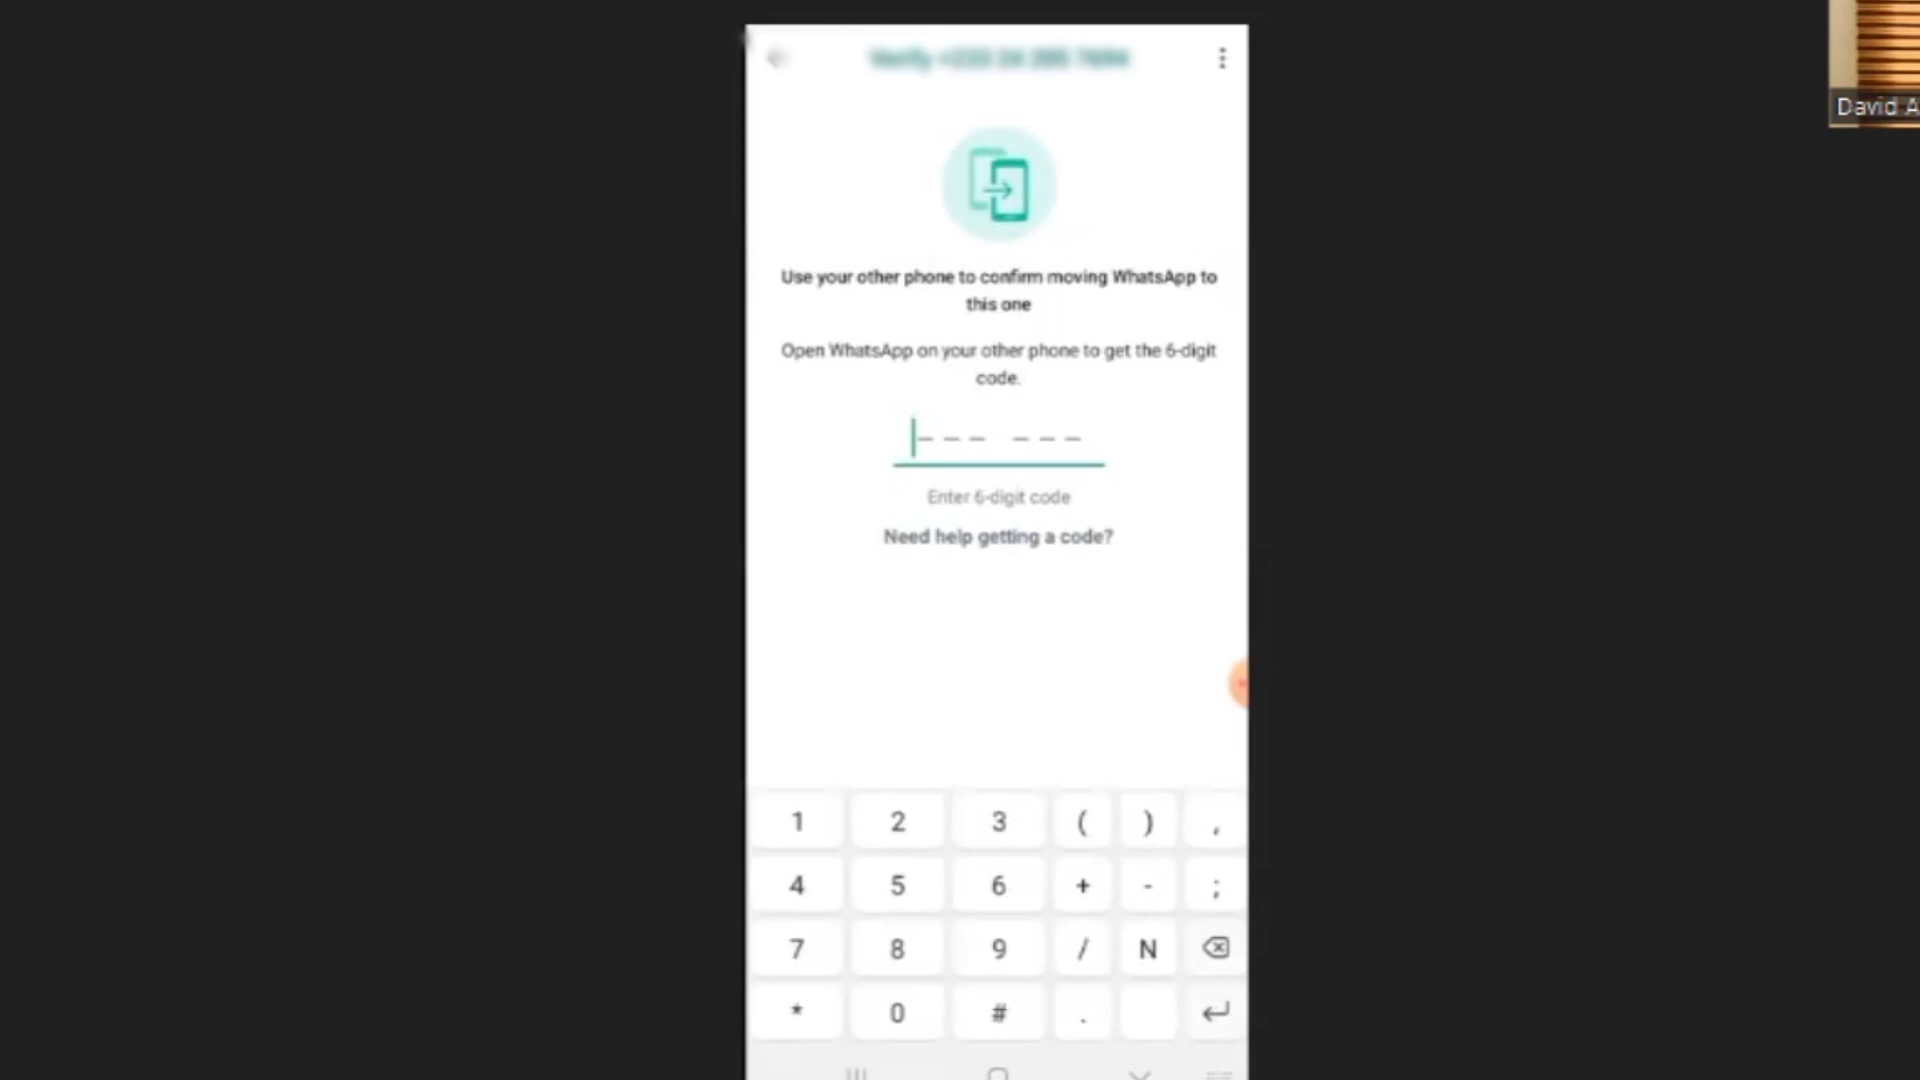 David A
Use your other phone to confirm moving WhatsApp to
this one
Open WhatsApp on your other phone to get the 6-digit
code.
Enter 6-digit code
Need help getting a code?
1 2 3 ( ) ,
4 5 6 + - ;
7 8 9 / N
* 0 # .